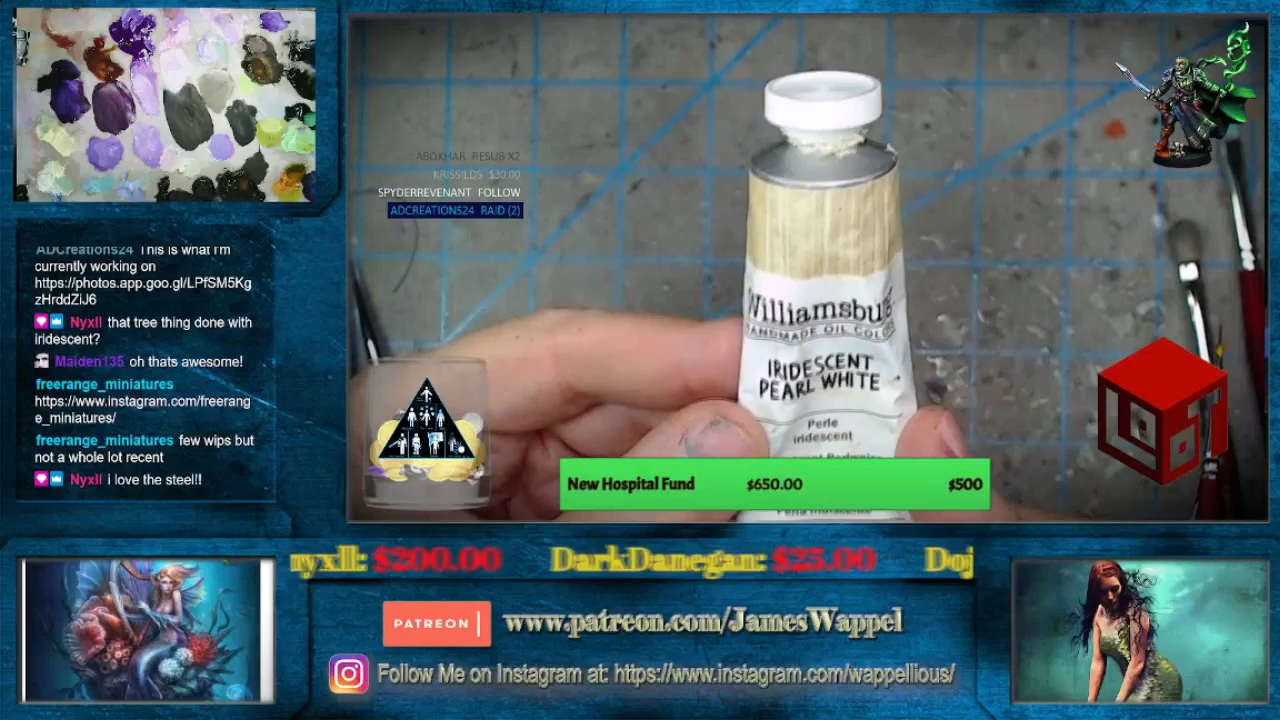 ABOKHAR RESUB X2
KRISSILDS $30.00
SPYDERREVENANT FOLLOW
ADCREATIONS24 RAID (2)
ADCreations24 This is what I'm
currently working on
https://photos.app.goo.gl/LPfSM5Kg
zHrddZiJ6
Nyxll that tree thing done with
iridescent?
Maiden135 oh thats awesome!
freerange_miniatures
https://www.instagram.com/freerang
e_miniatures/
freerange_miniatures few wips but
not a whole lot recent
Nyxll i love the steel!!!
Williamsburg
HANDMADE OIL COLORS
IRIDESCENT
PEARL WHITE
Perle
iridescent
LOOT
New Hospital Fund $650.00 $500
nyxll: $200.00 DarkDanegan: $25.00 Doj
PATREON
www.patreon.com/JamesWappel
Follow Me on Instagram at: https://www.instagram.com/wappellious/